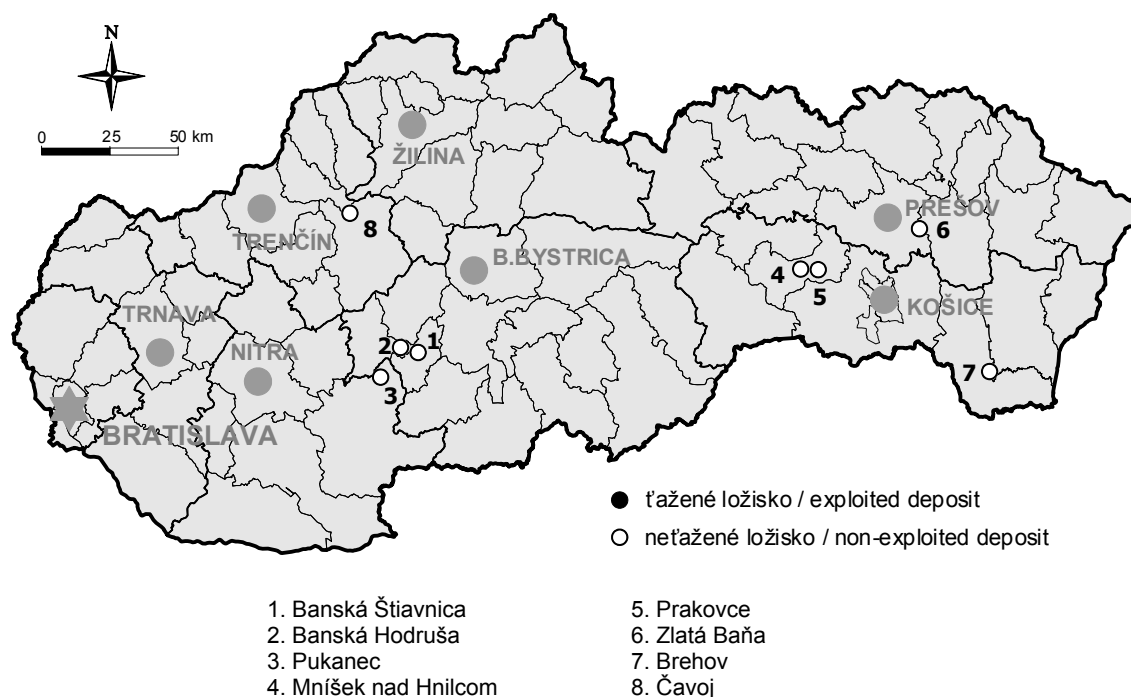 N
0 25 50 km
ŽILINA
TRENČÍN
8
PREŠOV
6
B.BYSTRICA
4
5
KOŠICE
TRNAVA
NITRA
2
1
3
7
BRATISLAVA
ťažené ložisko / exploited deposit
neťažené ložisko / non-exploited deposit
1. Banská Štiavnica
2. Banská Hodruša
3. Pukanec
4. Mníšek nad Hnilcom
5. Prakovce
6. Zlatá Baňa
7. Brehov
8. Čavoj